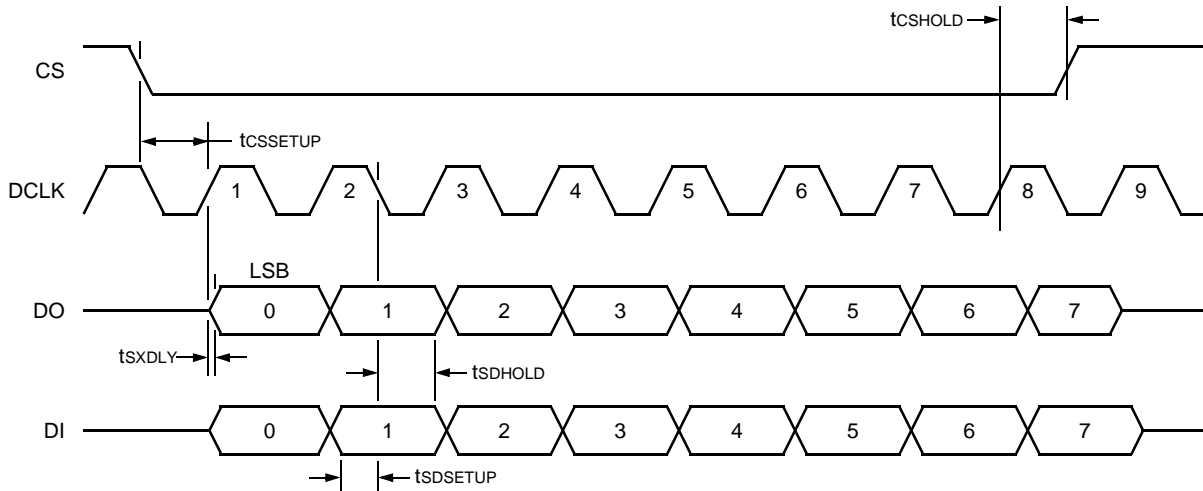 tCSHOLD
CS
tCSSETUP
DCLK 1 2 3 4 5 6 7 8 9
LSB
DO 0 1 2 3 4 5 6 7
tSXDLY
tSDHOLD
DI 0 1 2 3 4 5 6 7
tSDSETUP